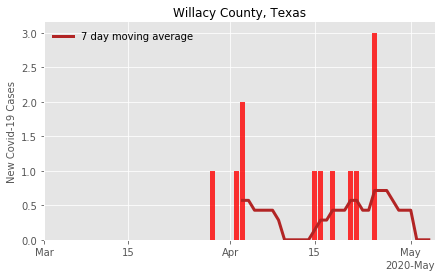 Willacy County, Texas
7 day moving average
New Covid-19 Cases
3.0
2.5
2.0
1.5
1.0
0.5
0.0
Mar 15 Apr 15 May
2020-May